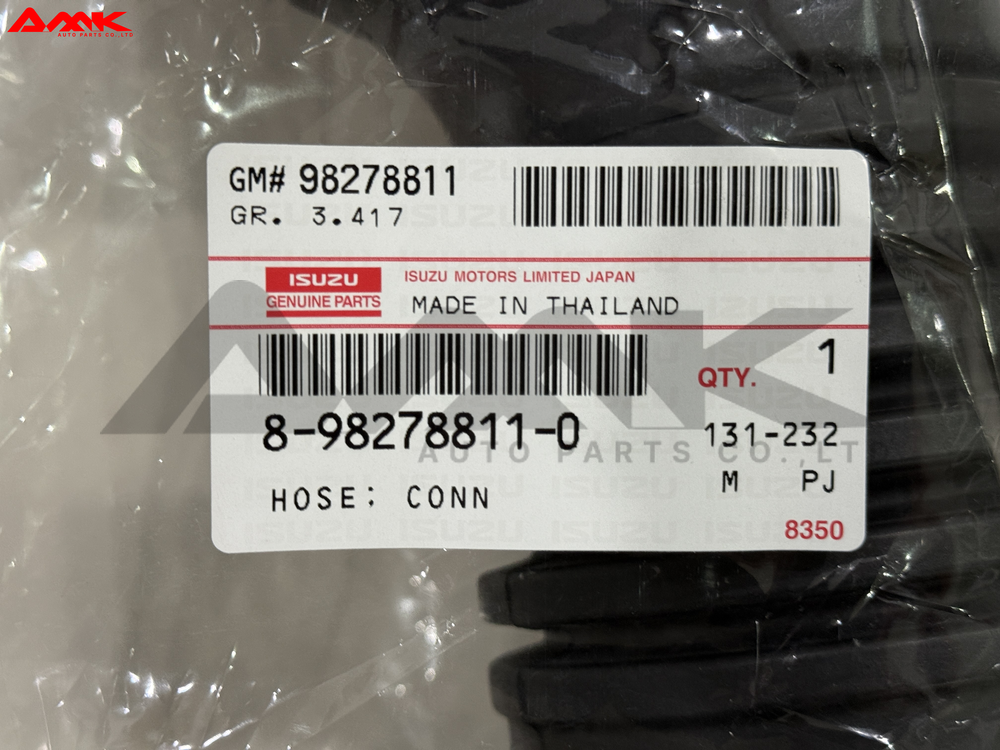 AMK
AUTO PARTS CO.,LTD
GM# 98278811
GR. 3.417
ISUZU
GENUINE PARTS
ISUZU MOTORS LIMITED JAPAN
MADE IN THAILAND
AMK
QTY. 1
8-98278811-0
131-232
AUTO PARTS CO.,LT
HOSE; CONN
M PJ
8350